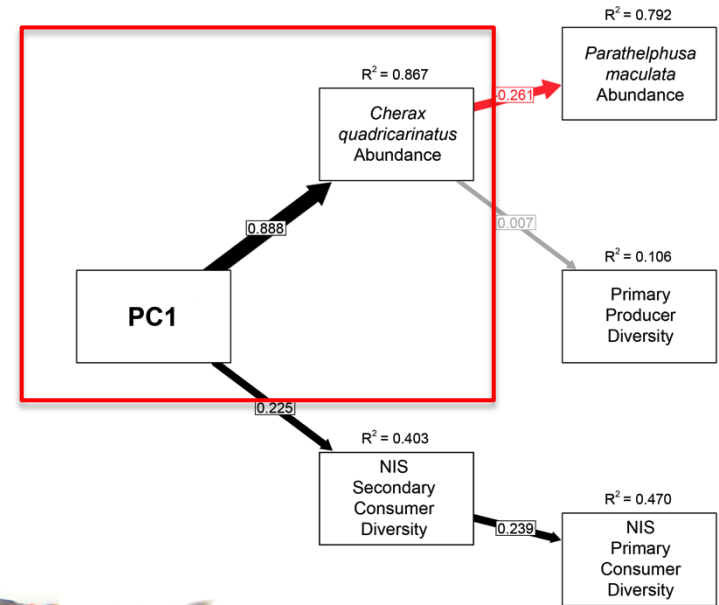 R² = 0.792
Parathelphusa
maculata
Abundance
R² = 0.867
Cherax
quadricarinatus
Abundance
-0.261
0.888
0.007
PC1
R² = 0.106
Primary
Producer
Diversity
0.225
R² = 0.403
NIS
Secondary
Consumer
Diversity
0.239
R² = 0.470
NIS
Primary
Consumer
Diversity